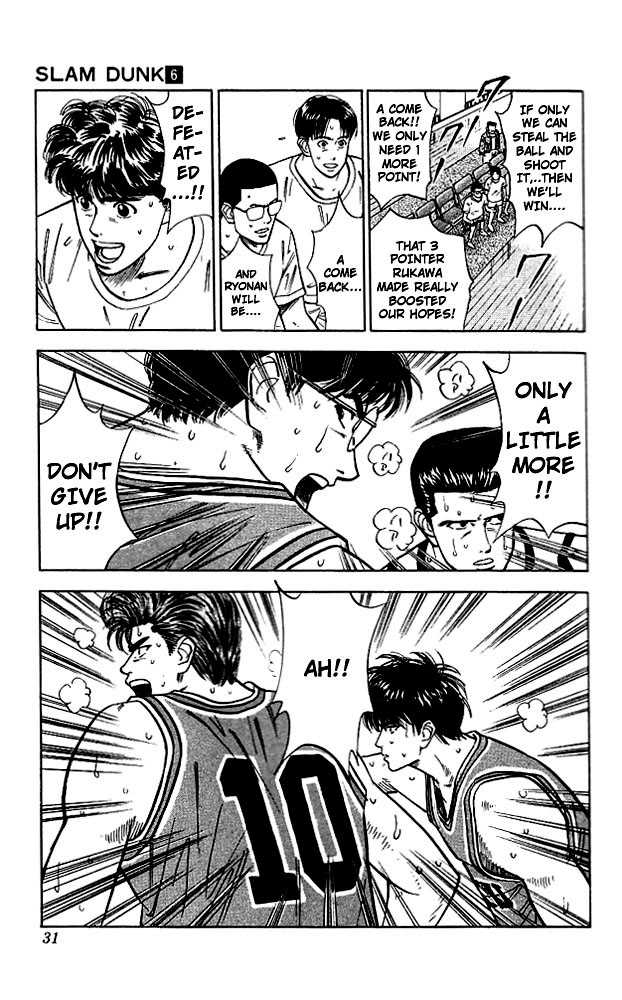 SLAM DUNK 6
IF ONLY
WE CAN
STEAL THE
BALL AND
SHOOT
IT,..THEN
WE'LL
WIN....
A COME
BACK!!
WE ONLY
NEED 1
MORE
POINT!
THAT 3
POINTER
RUKAWA
MADE REALLY
BOOSTED
OUR HOPES!
A
COME
BACK...
AND
RYONAN
WILL
BE....
DE-
FE-
AT-
ED
...!!
ONLY
A
LITTLE
MORE
!!
DON'T
GIVE
UP!!
AH!!
10
31